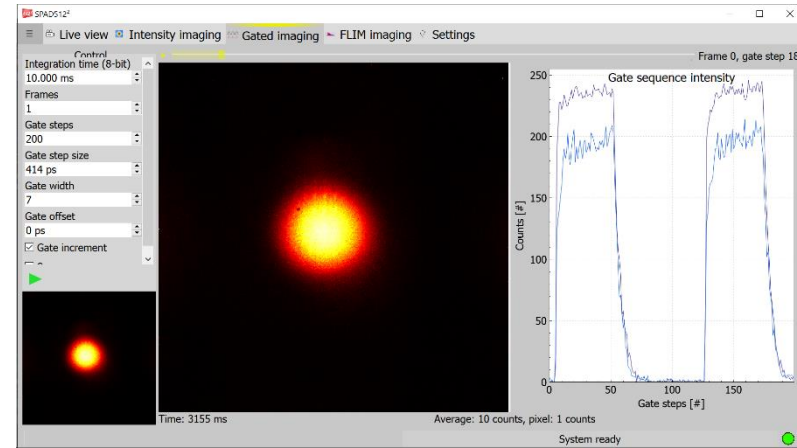 SPAD512²
Live view Intensity imaging Gated imaging FLIM imaging Settings
Control
Frame 0, gate step 18
Integration time (8-bit)
10.000 ms
Frames
1
Gate steps
200
Gate step size
414 ps
Gate width
7
Gate offset
0 ps
Gate increment
Gate sequence intensity
250
200
150
100
50
0
Counts [#]
0 50 100 150
Gate steps [#]
Time: 3155 ms
Average: 10 counts, pixel: 1 counts
System ready